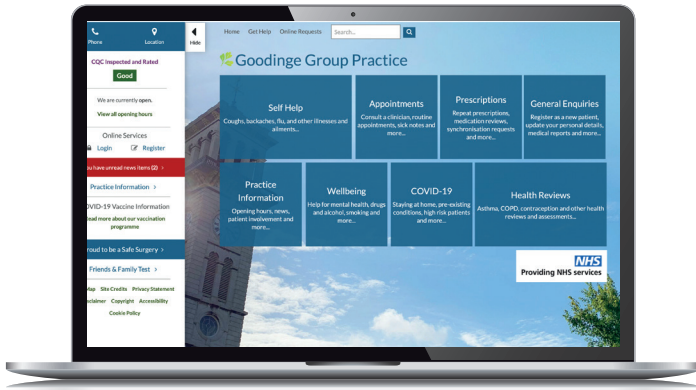 Phone
Location
Hide
CQC Inspected and Rated
Good
We are currently open.
View all opening hours
Online Services
Login
Register
ou have unread news items (2)
Practice Information
OVID-19 Vaccine Information
Read more about our vaccination
programme
roud to be a Safe Surgery
Friends & Family Test
Map Site Credits Privacy Statement
sclaimer Copyright Accessibility
Cookie Policy
Home Get Help Online Requests Search...
Goodinge Group Practice
Self Help
Coughs, backaches, flu, and other illnesses and
ailments...
Appointments
Consult a clinician, routine
appointments, sick notes and
more...
Prescriptions
Repeat prescriptions,
medication reviews,
synchronisation requests
and more...
General Enquiries
Register as a new patient,
update your personal details,
medical reports and more...
Practice
Information
Opening hours, news,
patient involvement and
more...
Wellbeing
Help for mental health, drugs
and alcohol, smoking and
more...
COVID-19
Staying at home, pre-existing
conditions, high risk patients
and more...
Health Reviews
Asthma, COPD, contraception and other health
reviews and assessments...
NHS
Providing NHS services